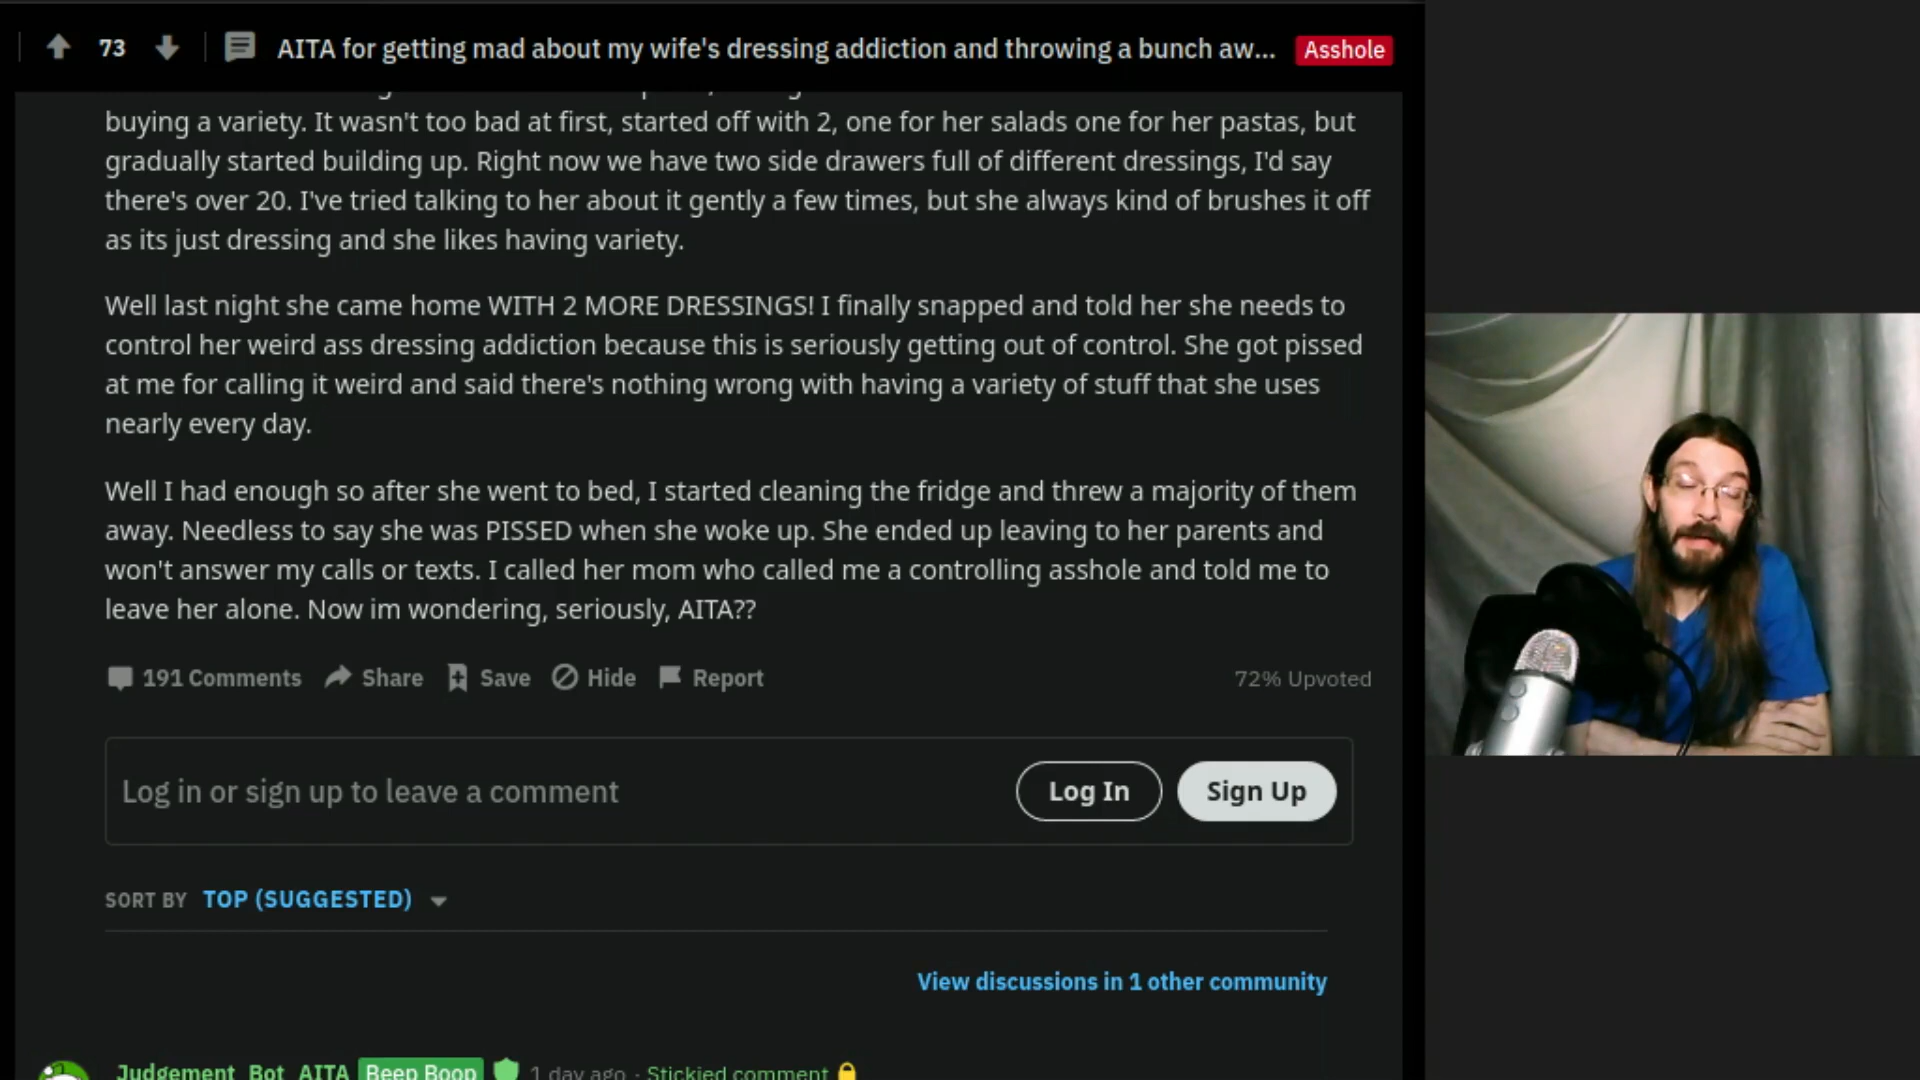 73 AITA for getting mad about my wife's dressing addiction and throwing a bunch aw... Asshole
buying a variety. It wasn't too bad at first, started off with 2, one for her salads one for her pastas, but
gradually started building up. Right now we have two side drawers full of different dressings, I'd say
there's over 20. I've tried talking to her about it gently a few times, but she always kind of brushes it off
as its just dressing and she likes having variety.
Well last night she came home WITH 2 MORE DRESSINGS! I finally snapped and told her she needs to
control her weird ass dressing addiction because this is seriously getting out of control. She got pissed
at me for calling it weird and said there's nothing wrong with having a variety of stuff that she uses
nearly every day.
Well I had enough so after she went to bed, I started cleaning the fridge and threw a majority of them
away. Needless to say she was PISSED when she woke up. She ended up leaving to her parents and
won't answer my calls or texts. I called her mom who called me a controlling asshole and told me to
leave her alone. Now im wondering, seriously, AITA??
191 Comments Share Save Hide Report 72% Upvoted
Log in or sign up to leave a comment Log In Sign Up
SORT BY TOP (SUGGESTED)
View discussions in 1 other community
Judgement_Bot_AITA Beep Boop 1 day ago · Stickied comment